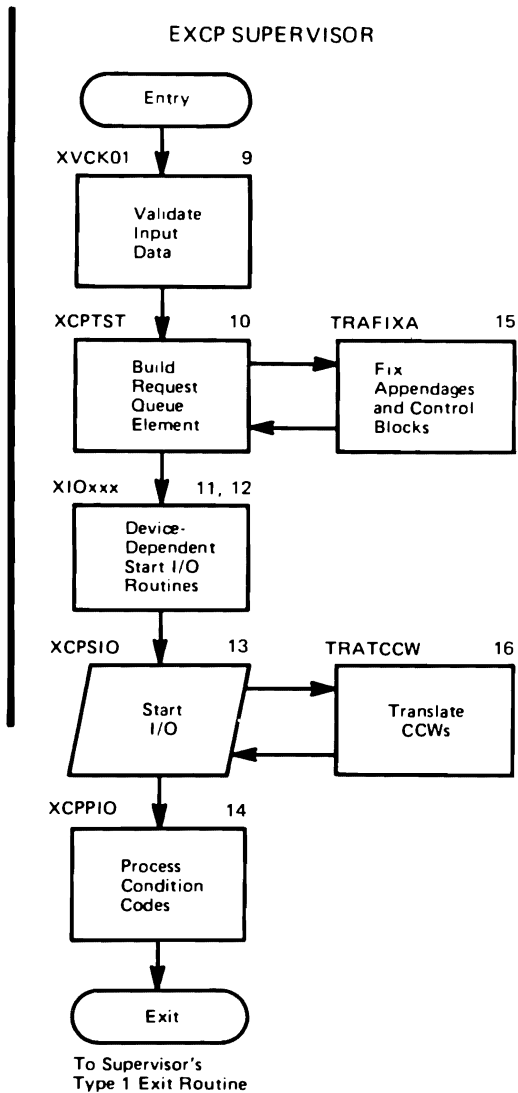 EXCP SUPERVISOR
Entry
XVCK01 9
Validate
Input
Data
XCPTST 10
Build
Request
Queue
Element
TRAFIXA 15
Fix
Appendages
and Control
Blocks
XIOxxx 11, 12
Device-
Dependent
Start I/O
Routines
XCPSIO 13
Start
I/O
TRATCCW 16
Translate
CCWs
XCPPIO 14
Process
Condition
Codes
Exit
To Supervisor's
Type 1 Exit Routine